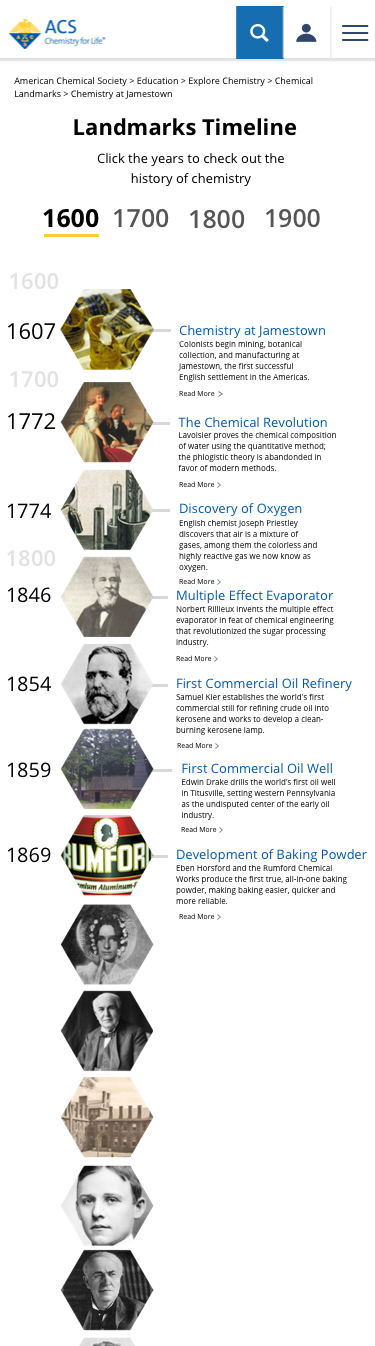 ACS
Chemistry for Life®
American Chemical Society > Education > Explore Chemistry > Chemical
Landmarks > Chemistry at Jamestown
Landmarks Timeline
Click the years to check out the
history of chemistry
1600 1700 1800 1900
1600
1607
Chemistry at Jamestown
Colonists begin mining, botanical
collection, and manufacturing at
Jamestown, the first successful
English settlement in the Americas.
Read More >
1700
1772
The Chemical Revolution
Lavoisier proves the chemical composition
of water using the quantitative method;
the phlogistic theory is abandonded in
favor of modern methods.
Read More >
1774
Discovery of Oxygen
English chemist Joseph Priestley
discovers that air is a mixture of
gases, among them the colorless and
highly reactive gas we now know as
oxygen.
Read More >
1800
1846
Multiple Effect Evaporator
Norbert Rillieux invents the multiple effect
evaporator in feat of chemical engineering
that revolutionized the sugar processing
industry.
Read More >
1854
First Commercial Oil Refinery
Samuel Kier establishes the world's first
commercial still for refining crude oil into
kerosene and works to develop a clean-
burning kerosene lamp.
Read More >
1859
First Commercial Oil Well
Edwin Drake drills the world's first oil well
in Titusville, setting western Pennsylvania
as the undisputed center of the early oil
industry.
Read More >
1869
RUMFOR
mium Aluminum-F
Development of Baking Powder
Eben Horsford and the Rumford Chemical
Works produce the first true, all-in-one baking
powder, making baking easier, quicker and
more reliable.
Read More >